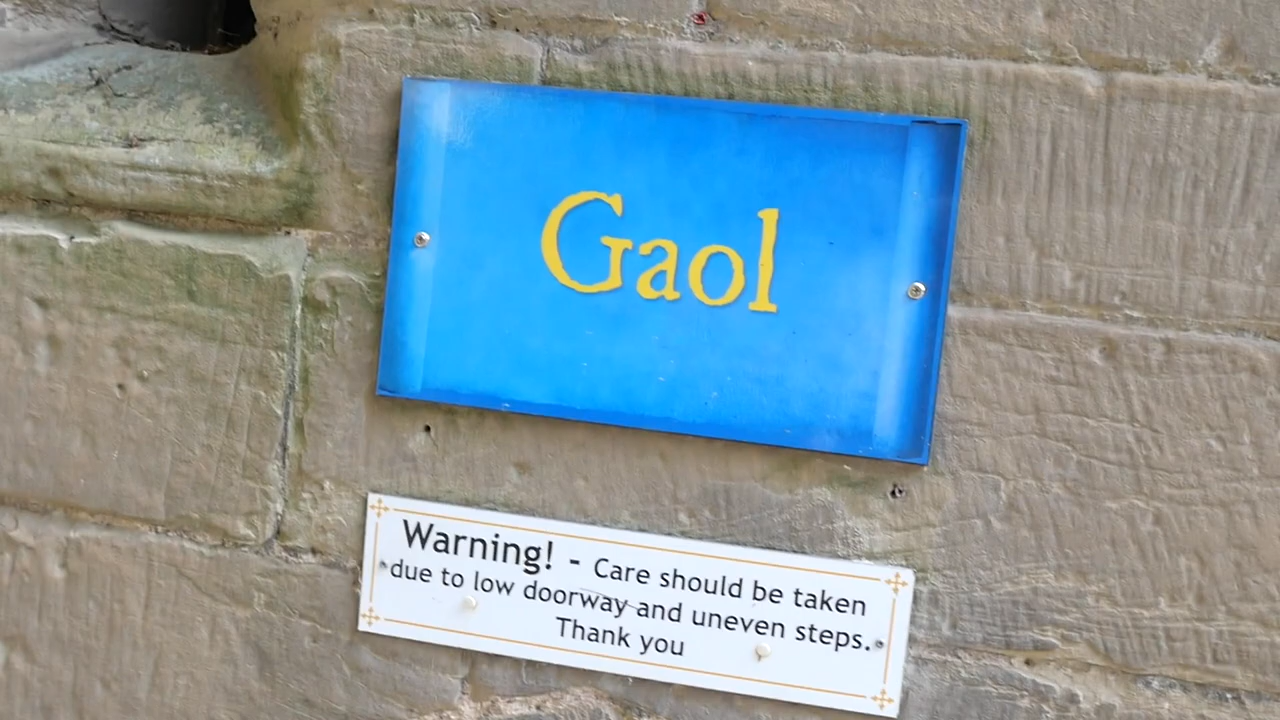 Gaol
Warning! - Care should be taken
due to low doorway and uneven steps.
Thank you